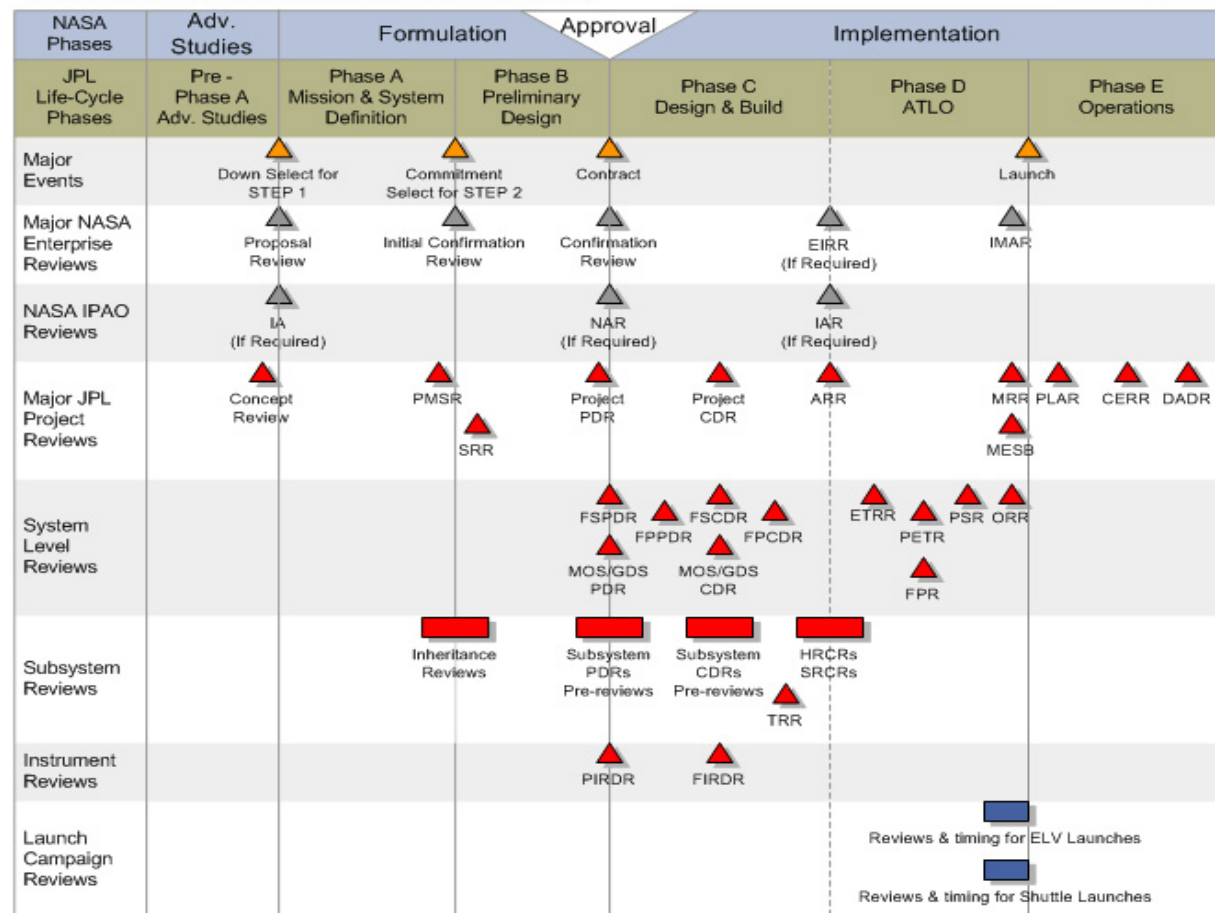 NASA
Phases
Adv.
Studies
Formulation
Approval
Implementation
JPL
Life-Cycle
Phases
Pre -
Phase A
Adv. Studies
Phase A
Mission & System
Definition
Phase B
Preliminary
Design
Phase C
Design & Build
Phase D
ATLO
Phase E
Operations
Major
Events
Down Select for
STEP 1
Commitment
Select for STEP 2
Contract
Launch
Major NASA
Enterprise
Reviews
Proposal
Review
Initial Confirmation
Review
Confirmation
Review
EIRR
(If Required)
IMAR
NASA IPAO
Reviews
IA
(If Required)
NAR
(If Required)
IAR
(If Required)
Major JPL
Project
Reviews
Concept
Review
PMSR
SRR
Project
PDR
Project
CDR
ARR
MRR
MESB
PLAR
CERR
DADR
System
Level
Reviews
FSPDR
FPPDR
FSCDR
FPCDR
MOS/GDS
PDR
MOS/GDS
CDR
ETRR
PETR
PSR
ORR
FPR
Subsystem
Reviews
Inheritance
Reviews
Subsystem
PDRs
Pre-reviews
Subsystem
CDRs
Pre-reviews
HRCRs
SRCRs
TRR
Instrument
Reviews
PIRDR
FIRDR
Launch
Campaign
Reviews
Reviews & timing for ELV Launches
Reviews & timing for Shuttle Launches